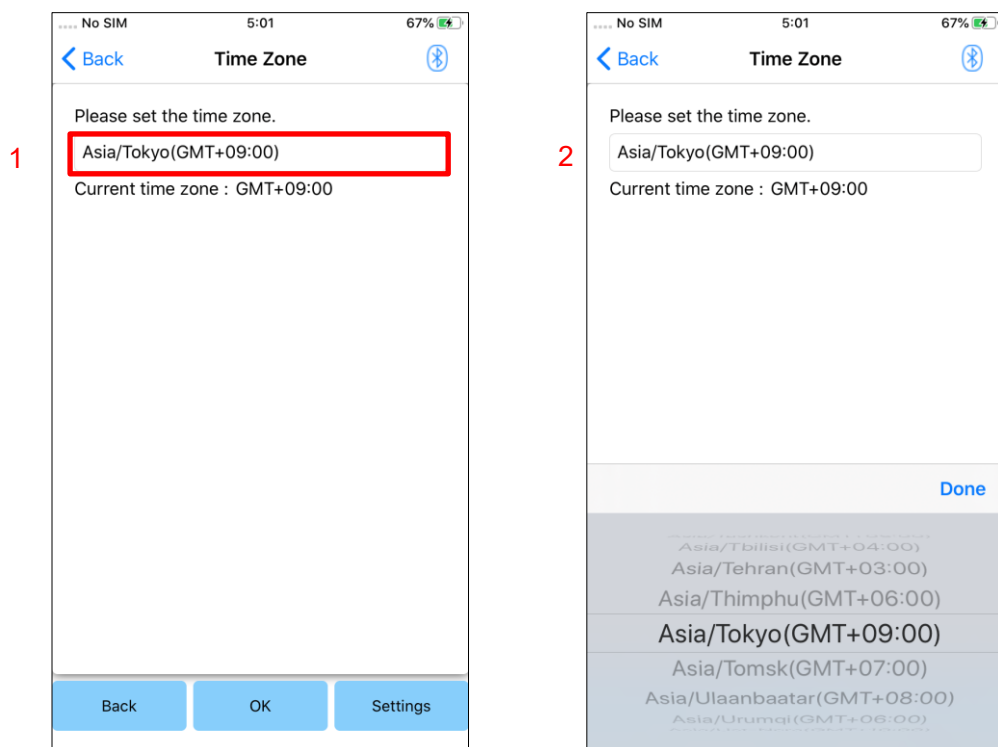 No SIM 5:01 67%
Back Time Zone
Please set the time zone.
1 Asia/Tokyo(GMT+09:00)
Current time zone : GMT+09:00
Back OK Settings
No SIM 5:01 67%
Back Time Zone
Please set the time zone.
2 Asia/Tokyo(GMT+09:00)
Current time zone : GMT+09:00
Done
Asia/Tbilisi(GMT+04:00)
Asia/Tehran(GMT+03:00)
Asia/Thimphu(GMT+06:00)
Asia/Tokyo(GMT+09:00)
Asia/Tomsk(GMT+07:00)
Asia/Ulaanbaatar(GMT+08:00)
Asia/Urumqi(GMT+06:00)